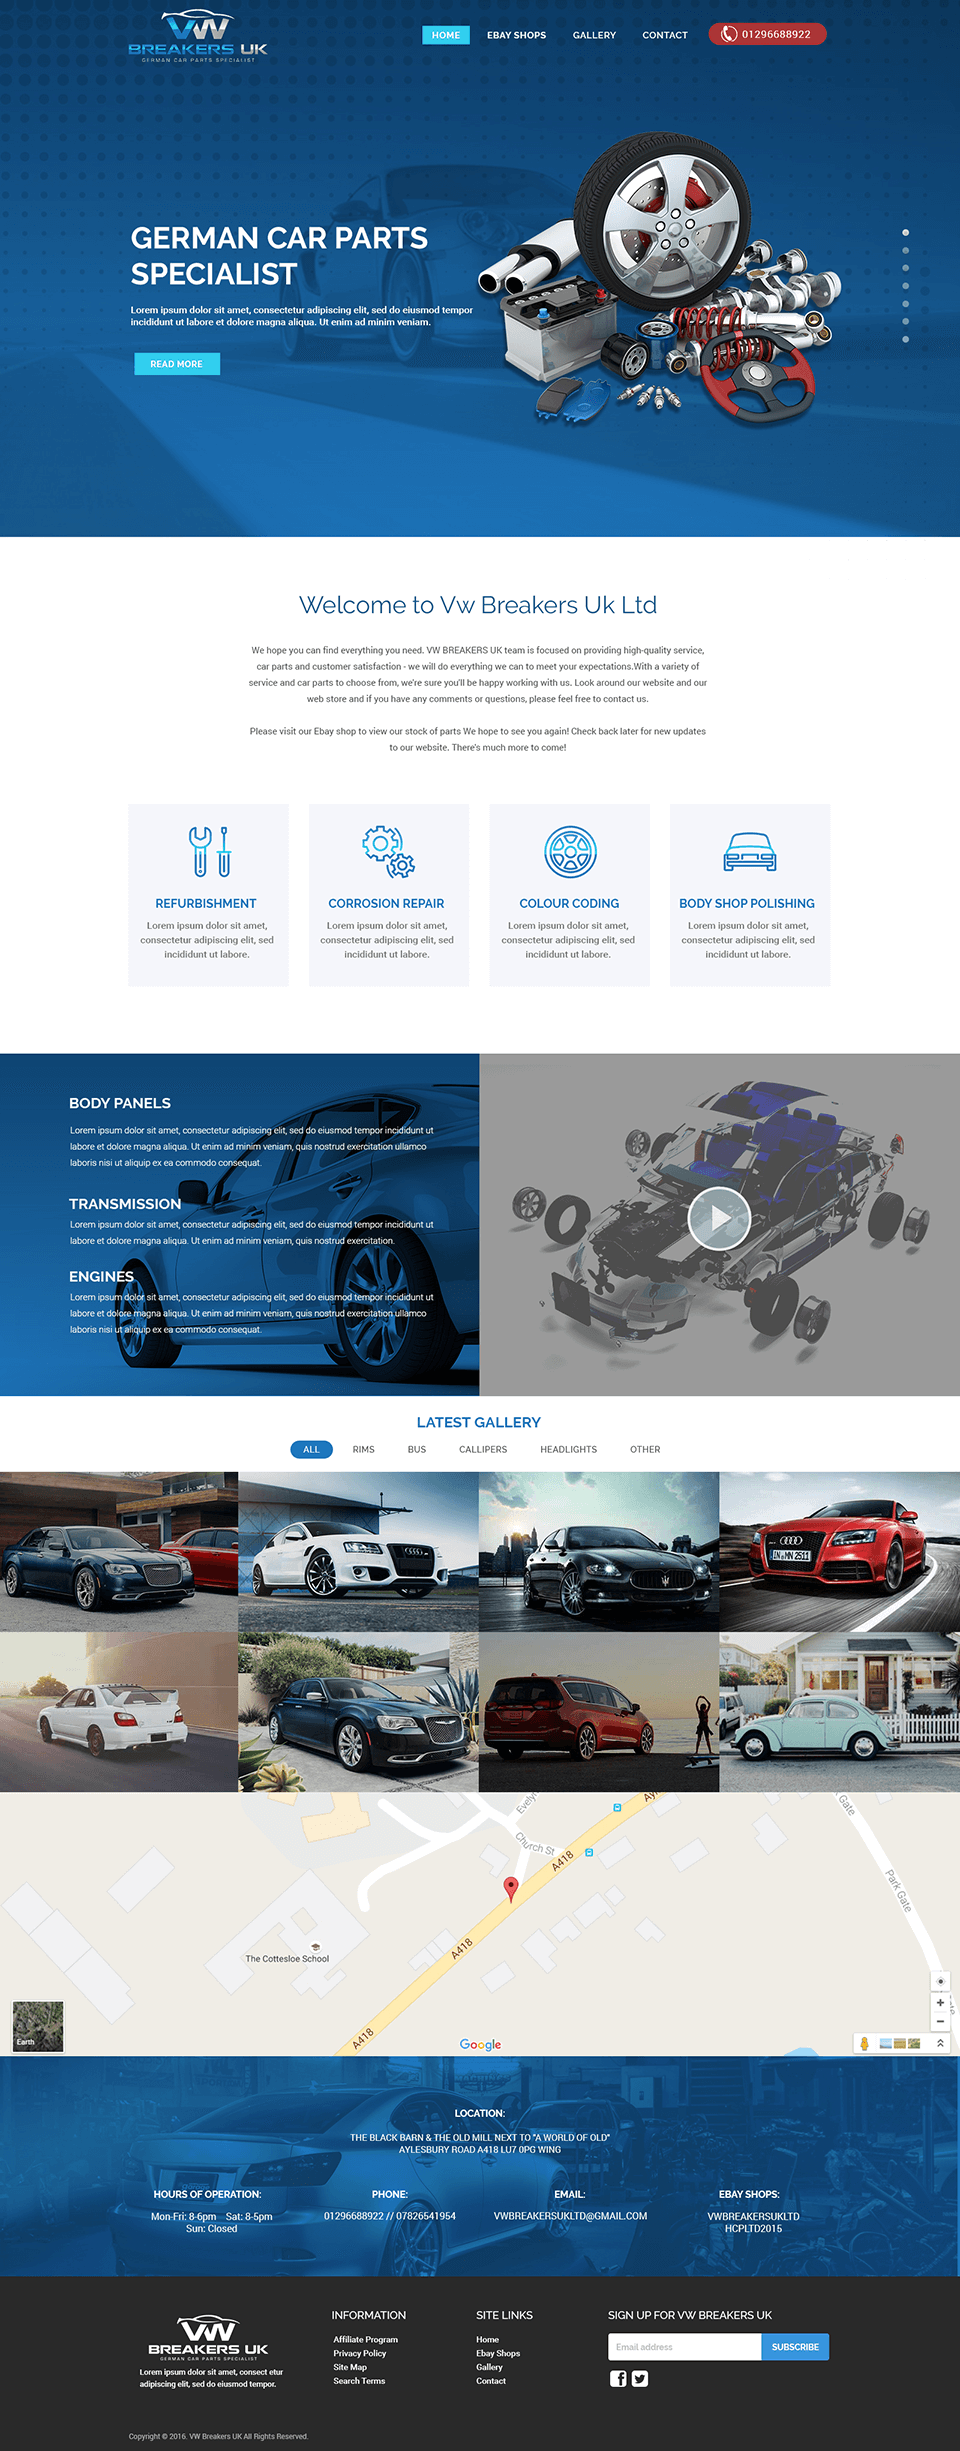 VW
BREAKERS UK
GERMAN CAR PARTS SPECIALIST
HOME
EBAY SHOPS
GALLERY
CONTACT
01296688922
GERMAN CAR PARTS
SPECIALIST
Lorem ipsum dolor sit amet, consectetur adipiscing elit, sed do eiusmod tempor
incididunt ut labore et dolore magna aliqua. Ut enim ad minim veniam.
READ MORE
Welcome to Vw Breakers Uk Ltd
We hope you can find everything you need. VW BREAKERS UK team is focused on providing high-quality service,
car parts and customer satisfaction - we will do everything we can to meet your expectations.With a variety of
service and car parts to choose from, we're sure you'll be happy working with us. Look around our website and our
web store and if you have any comments or questions, please feel free to contact us.
Please visit our Ebay shop to view our stock of parts We hope to see you again! Check back later for new updates
to our website. There's much more to come!
REFURBISHMENT
Lorem ipsum dolor sit amet,
consectetur adipiscing elit, sed
incididunt ut labore.
CORROSION REPAIR
Lorem ipsum dolor sit amet,
consectetur adipiscing elit, sed
incididunt ut labore.
COLOUR CODING
Lorem ipsum dolor sit amet,
consectetur adipiscing elit, sed
incididunt ut labore.
BODY SHOP POLISHING
Lorem ipsum dolor sit amet,
consectetur adipiscing elit, sed
incididunt ut labore.
BODY PANELS
Lorem ipsum dolor sit amet, consectetur adipiscing elit, sed do eiusmod tempor incididunt ut
labore et dolore magna aliqua. Ut enim ad minim veniam, quis nostrud exercitation ullamco
laboris nisi ut aliquip ex ea commodo consequat.
TRANSMISSION
Lorem ipsum dolor sit amet, consectetur adipiscing elit, sed do eiusmod tempor incididunt ut
labore et dolore magna aliqua. Ut enim ad minim veniam, quis nostrud exercitation.
ENGINES
Lorem ipsum dolor sit amet, consectetur adipiscing elit, sed do eiusmod tempor incididunt ut
labore et dolore magna aliqua. Ut enim ad minim veniam, quis nostrud exercitation ullamco
laboris nisi ut aliquip ex ea commodo consequat.
LATEST GALLERY
ALL
RIMS
BUS
CALLIPERS
HEADLIGHTS
OTHER
IN MN 2511
Evelyn
Church St
A418
Ayl
Gate
Park Gate
A418
The Cottesloe School
A418
Earth
Google
LOCATION:
THE BLACK BARN & THE OLD MILL NEXT TO "A WORLD OF OLD"
AYLESBURY ROAD A418 LU7 0PG WING
HOURS OF OPERATION:
Mon-Fri: 8-6pm Sat: 8-5pm
Sun: Closed
PHONE:
01296688922 // 07826541954
EMAIL:
VWBREAKERSUKLTD@GMAIL.COM
EBAY SHOPS:
VWBREAKERSUKLTD
HCPLTD2015
VW
BREAKERS UK
GERMAN CAR PARTS SPECIALIST
Lorem ipsum dolor sit amet, consect etur
adipiscing elit, sed do eiusmod tempor.
INFORMATION
Affiliate Program
Privacy Policy
Site Map
Search Terms
SITE LINKS
Home
Ebay Shops
Gallery
Contact
SIGN UP FOR VW BREAKERS UK
Email address
SUBSCRIBE
Copyright © 2016. VW Breakers UK All Rights Reserved.